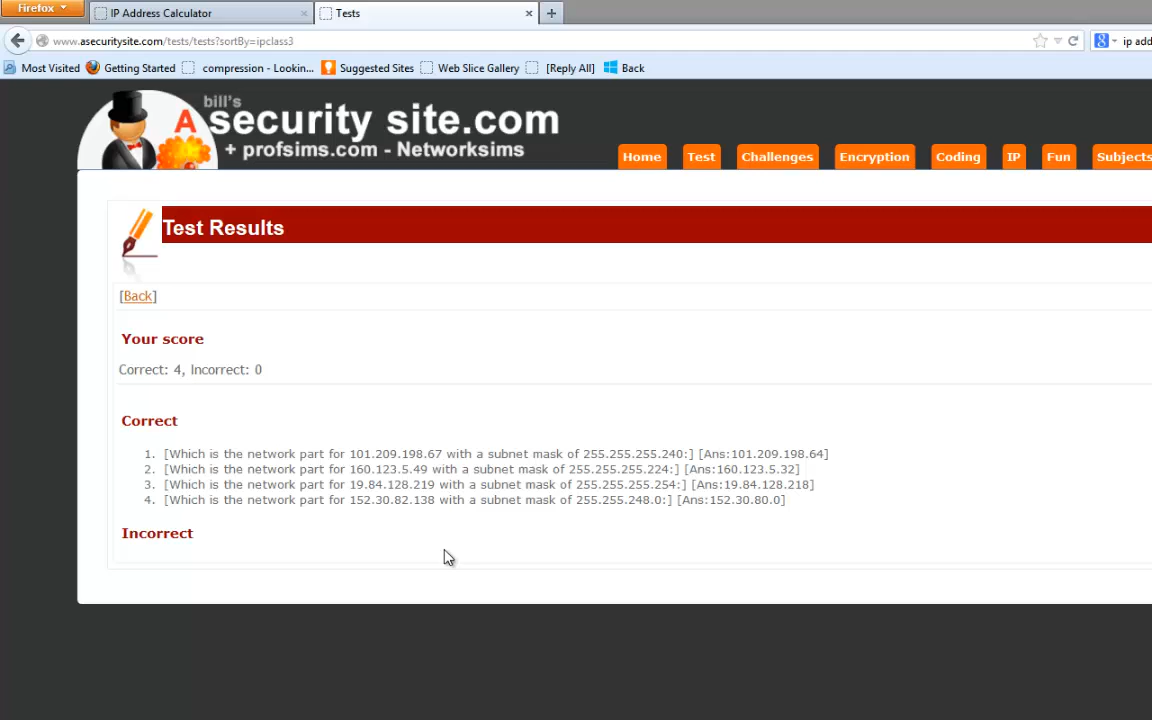 Firefox
IP Address Calculator
Tests
www.asecuritysite.com/tests/tests?sortBy=ipclass3
ip add
Most Visited
Getting Started
compression - Lookin...
Suggested Sites
Web Slice Gallery
[Reply All]
Back
bill's
A security site.com
+ profsims.com - Networksims
Home
Test
Challenges
Encryption
Coding
IP
Fun
Subjects
Test Results
[Back]
Your score
Correct: 4, Incorrect: 0
Correct
1. [Which is the network part for 101.209.198.67 with a subnet mask of 255.255.255.240:] [Ans:101.209.198.64]
2. [Which is the network part for 160.123.5.49 with a subnet mask of 255.255.255.224:] [Ans:160.123.5.32]
3. [Which is the network part for 19.84.128.219 with a subnet mask of 255.255.255.254:] [Ans:19.84.128.218]
4. [Which is the network part for 152.30.82.138 with a subnet mask of 255.255.248.0:] [Ans:152.30.80.0]
Incorrect